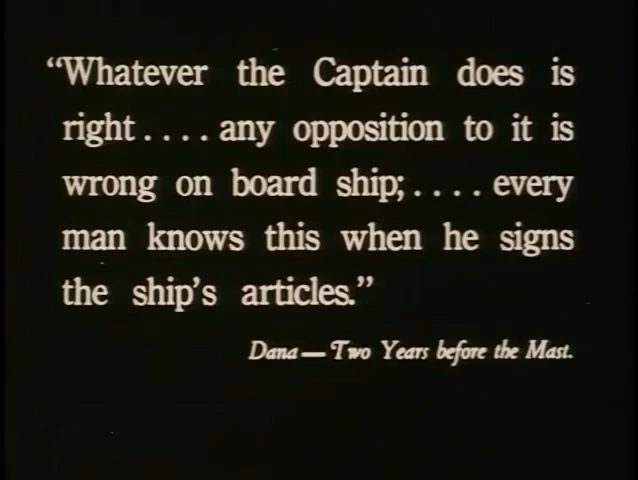 “Whatever the Captain does is
right.... any opposition to it is
wrong on board ship;.... every
man knows this when he signs
the ship's articles.”
Dana — Two Years before the Mast.